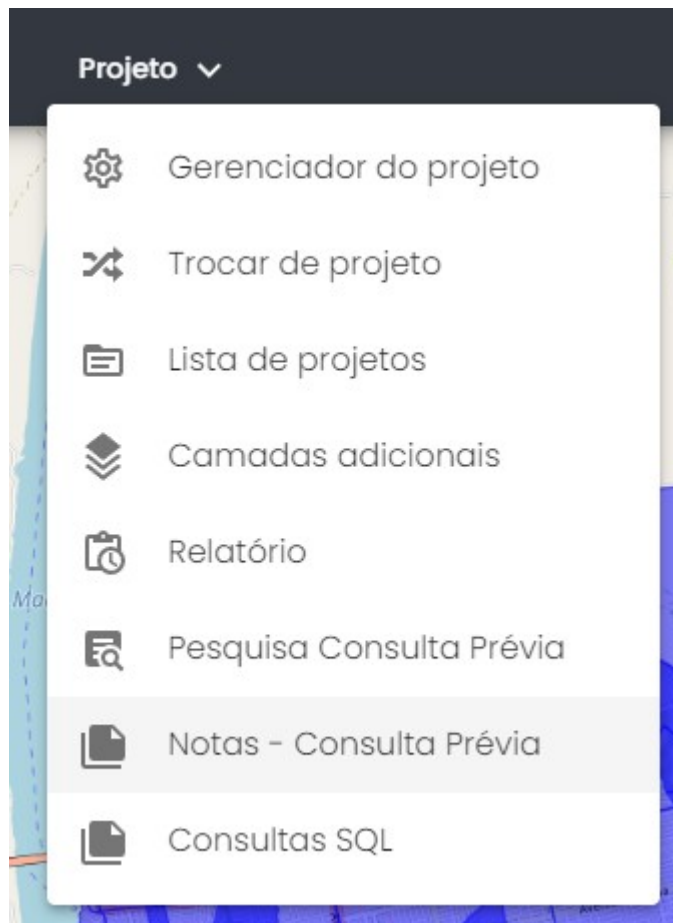 Projeto
Gerenciador do projeto
Trocar de projeto
Lista de projetos
Camadas adicionais
Relatório
Pesquisa Consulta Prévia
Notas - Consulta Prévia
Consultas SQL